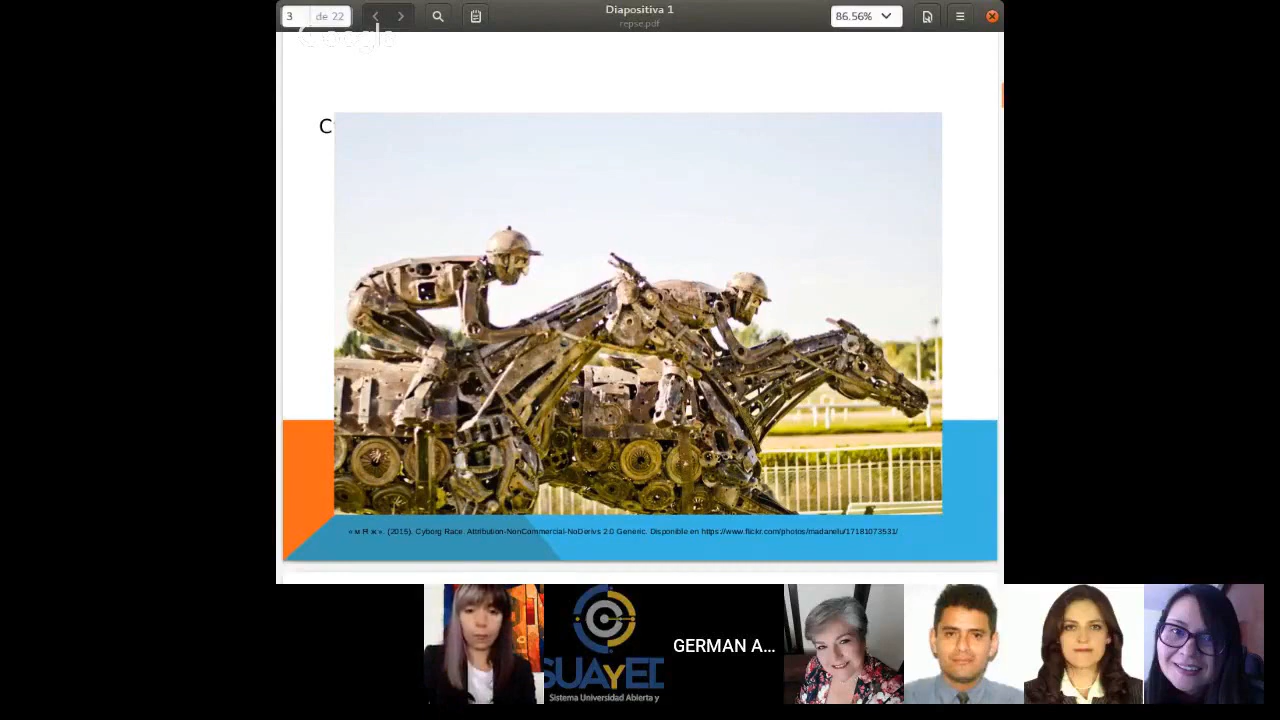 3 de 22
Diapositiva 1
repse.pdf
86.56%
Google
C
« м Я ж ». (2015). Cyborg Race. Attribution-NonCommercial-NoDerivs 2.0 Generic. Disponible en https://www.flickr.com/photos/madanelu/17181073531/
SUAyED
Sistema Universidad Abierta y
GERMAN A...